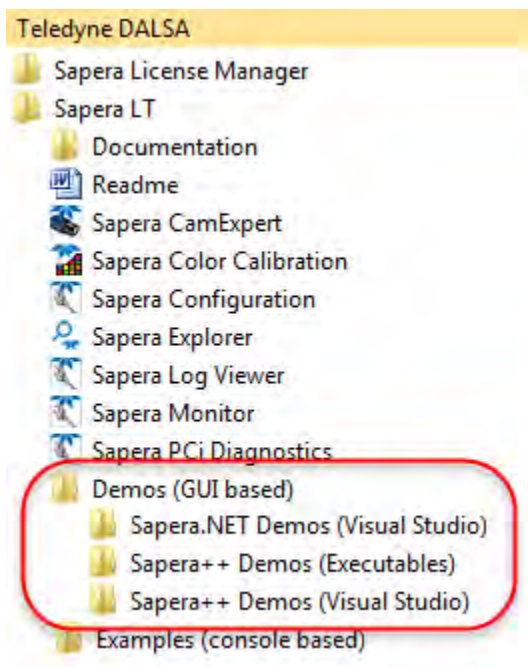 Teledyne DALSA
Sapera License Manager
Sapera LT
Documentation
Readme
Sapera CamExpert
Sapera Color Calibration
Sapera Configuration
Sapera Explorer
Sapera Log Viewer
Sapera Monitor
Sapera PCi Diagnostics
Demos (GUI based)
Sapera.NET Demos (Visual Studio)
Sapera++ Demos (Executables)
Sapera++ Demos (Visual Studio)
Examples (console based)